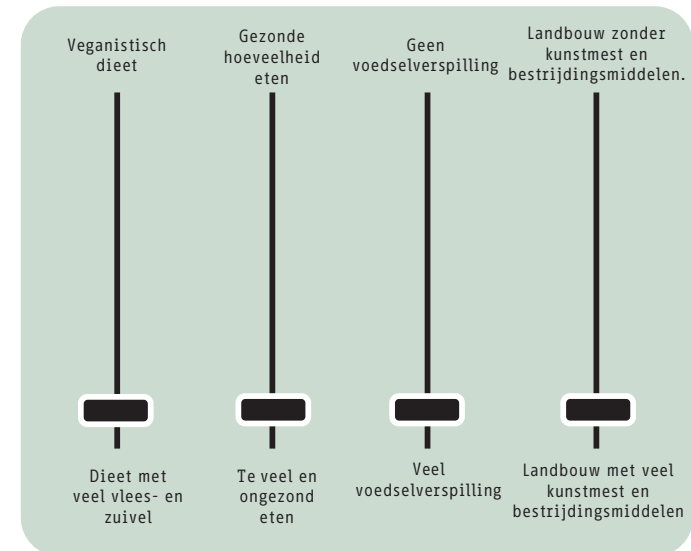 Veganistisch
dieet
Gezonde
hoeveelheid
eten
Geen
voedselverspilling
Landbouw zonder
kunstmest en
bestrijdingsmiddelen.
Dieet met
veel vlees- en
zuivel
Te veel en
ongezond
eten
Veel
voedselverspilling
Landbouw met veel
kunstmest en
bestrijdingsmiddelen